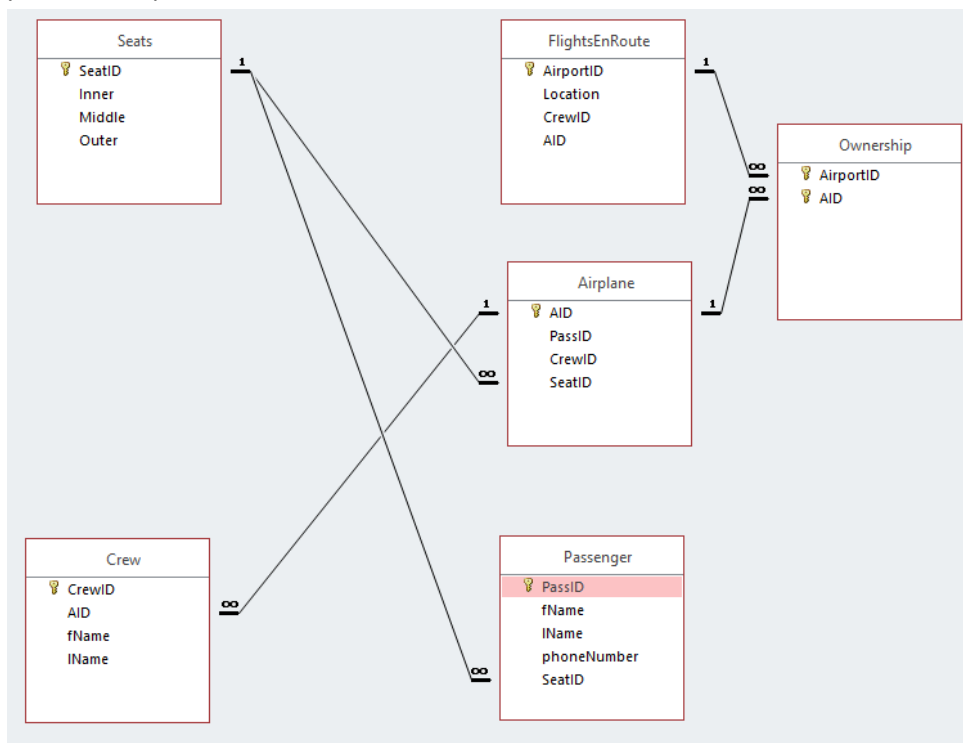 Seats
SeatID
Inner
Middle
Outer
1
FlightsEnRoute
AirportID
Location
CrewID
AID
1
Ownership
AirportID
AID
∞
∞
Airplane
AID
PassID
CrewID
SeatID
1
1
∞
Crew
CrewID
AID
fName
lName
∞
Passenger
PassID
fName
lName
phoneNumber
SeatID
∞